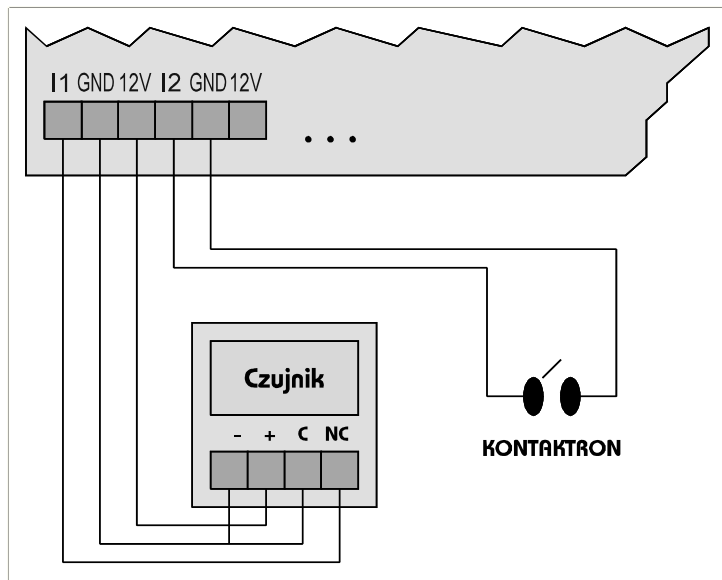 I1 GND 12V I2 GND 12V
. . .
Czujnik
- + C NC
KONTAKTRON